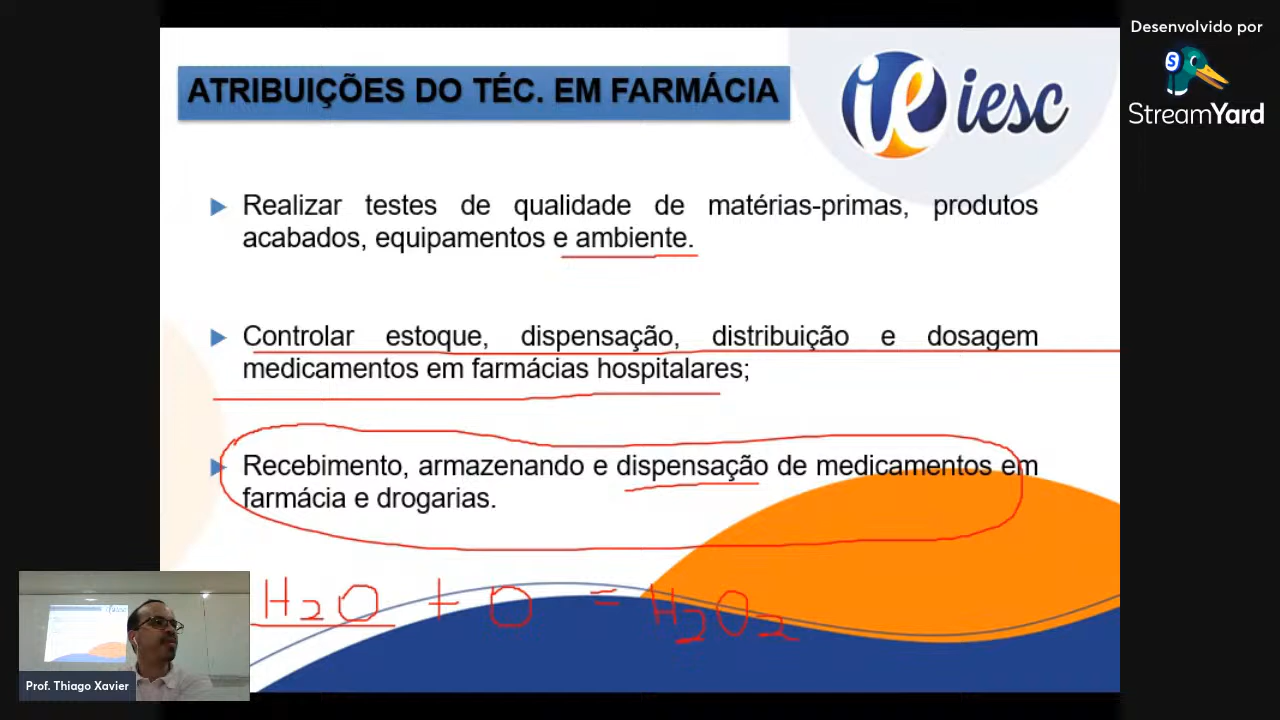 Desenvolvido por
StreamYard
ATRIBUIÇÕES DO TÉC. EM FARMÁCIA
ie iesc
Realizar testes de qualidade de matérias-primas, produtos
acabados, equipamentos e ambiente.
Controlar estoque, dispensação, distribuição e dosagem
medicamentos em farmácias hospitalares;
Recebimento, armazenando e dispensação de medicamentos em
farmácia e drogarias.
H2O + O = H2O2
Prof. Thiago Xavier